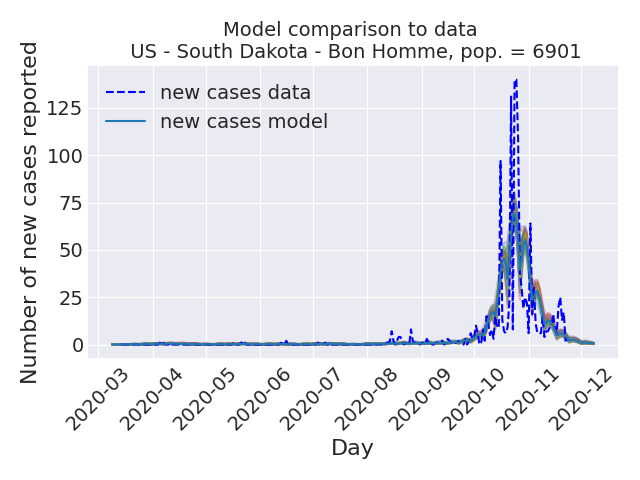 Model comparison to data
US - South Dakota - Bon Homme, pop. = 6901
Number of new cases reported
125
100
75
50
25
0
new cases data
new cases model
2020-03
2020-04
2020-05
2020-06
2020-07
2020-08
2020-09
2020-10
2020-11
2020-12
Day